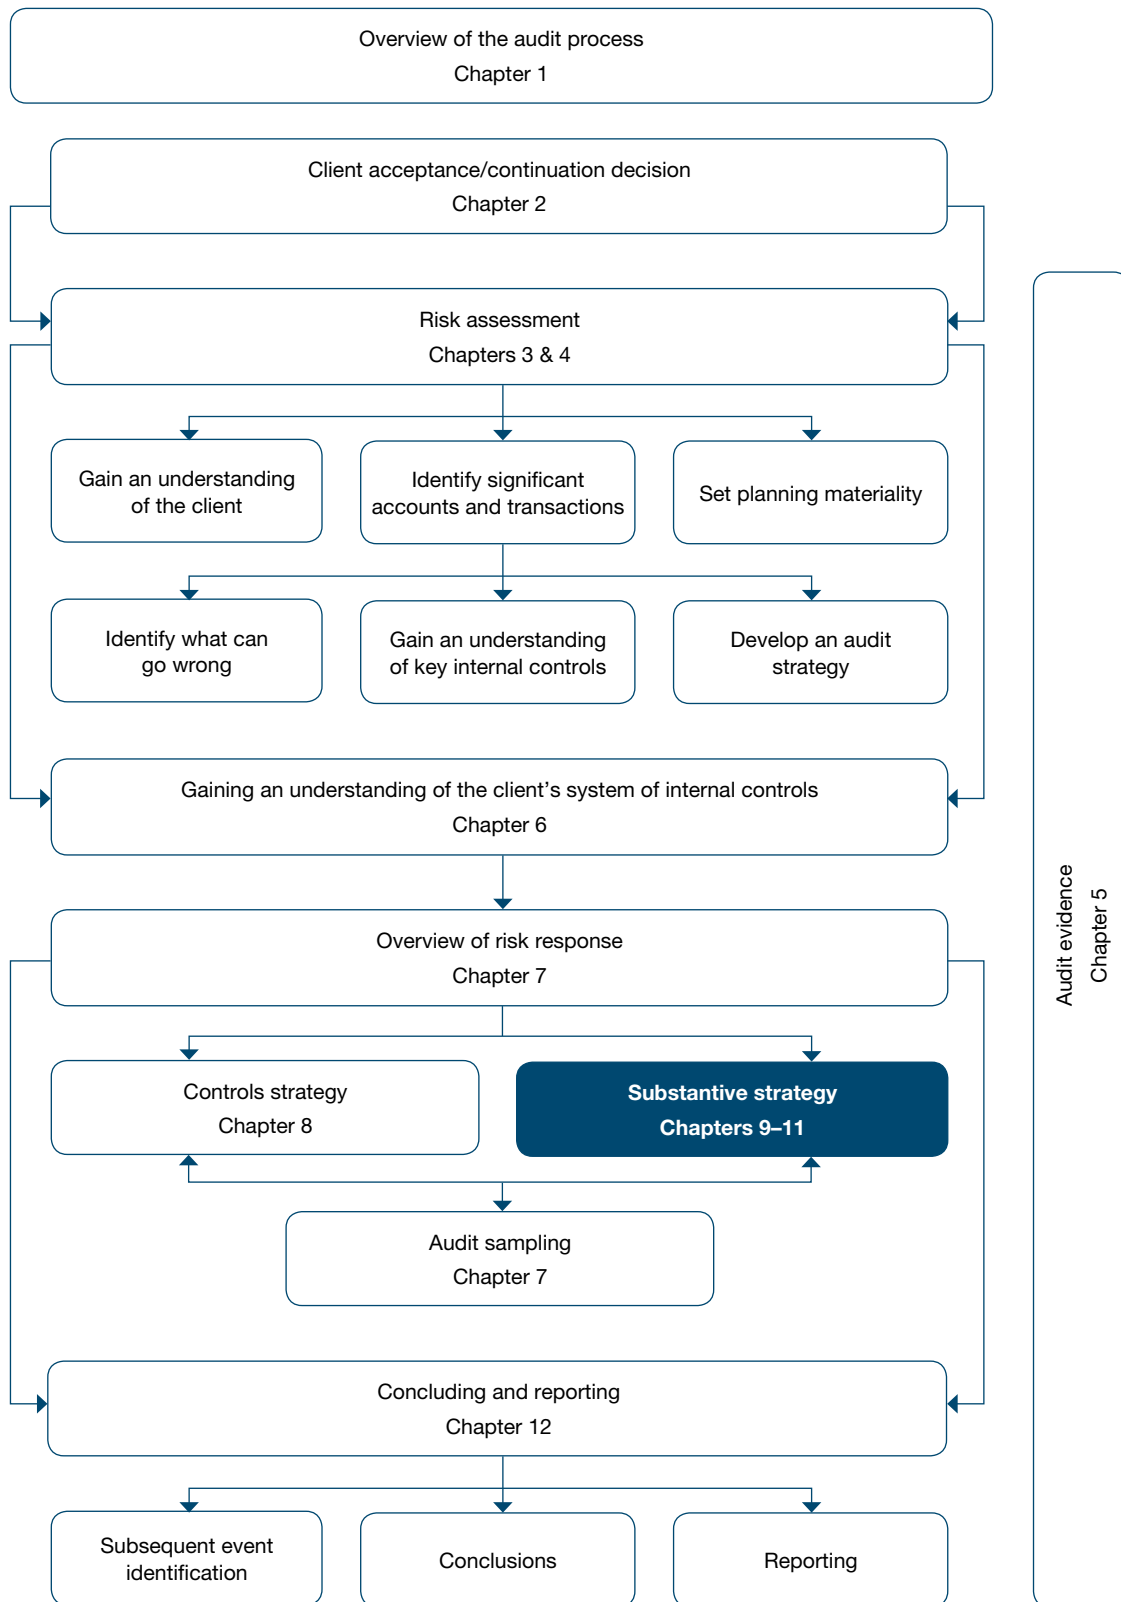 Overview of the audit process
Chapter 1
Client acceptance/continuation decision
Chapter 2
Risk assessment
Chapters 3 & 4
Gain an understanding
of the client
Identify significant
accounts and transactions
Set planning materiality
Identify what can
go wrong
Gain an understanding
of key internal controls
Develop an audit
strategy
Gaining an understanding of the client’s system of internal controls
Chapter 6
Overview of risk response
Chapter 7
Controls strategy
Chapter 8
Substantive strategy
Chapters 9–11
Audit sampling
Chapter 7
Concluding and reporting
Chapter 12
Subsequent event
identification
Conclusions
Reporting
Audit evidence
Chapter 5